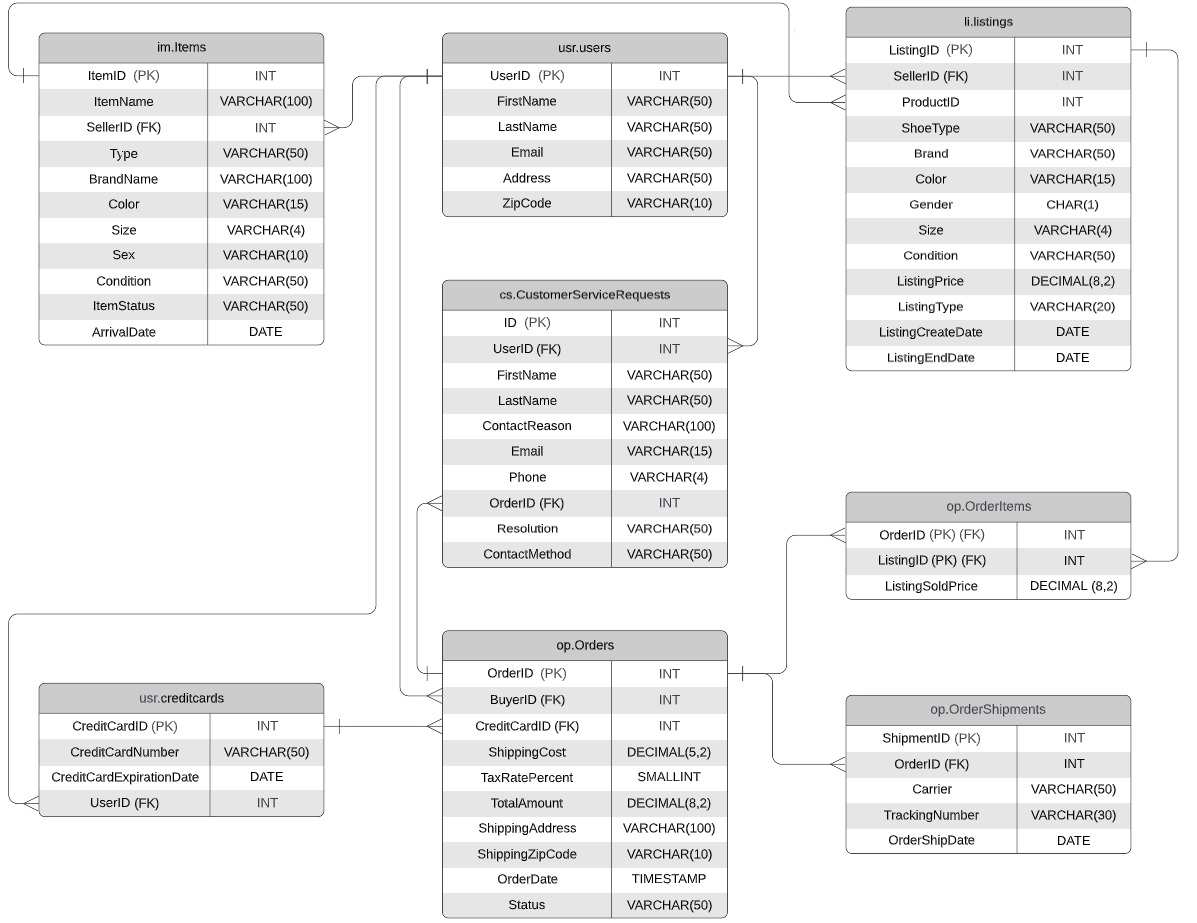 im.Items
ItemID (PK) INT
ItemName VARCHAR(100)
SellerID (FK) INT
Type VARCHAR(50)
BrandName VARCHAR(100)
Color VARCHAR(15)
Size VARCHAR(4)
Sex VARCHAR(10)
Condition VARCHAR(50)
ItemStatus VARCHAR(50)
ArrivalDate DATE
usr.users
UserID (PK) INT
FirstName VARCHAR(50)
LastName VARCHAR(50)
Email VARCHAR(50)
Address VARCHAR(50)
ZipCode VARCHAR(10)
li.listings
ListingID (PK) INT
SellerID (FK) INT
ProductID INT
ShoeType VARCHAR(50)
Brand VARCHAR(50)
Color VARCHAR(15)
Gender CHAR(1)
Size VARCHAR(4)
Condition VARCHAR(50)
ListingPrice DECIMAL(8,2)
ListingType VARCHAR(20)
ListingCreateDate DATE
ListingEndDate DATE
cs.CustomerServiceRequests
ID (PK) INT
UserID (FK) INT
FirstName VARCHAR(50)
LastName VARCHAR(50)
ContactReason VARCHAR(100)
Email VARCHAR(15)
Phone VARCHAR(4)
OrderID (FK) INT
Resolution VARCHAR(50)
ContactMethod VARCHAR(50)
op.OrderItems
OrderID (PK) (FK) INT
ListingID (PK) (FK) INT
ListingSoldPrice DECIMAL (8,2)
usr.creditcards
CreditCardID (PK) INT
CreditCardNumber VARCHAR(50)
CreditCardExpirationDate DATE
UserID (FK) INT
op.Orders
OrderID (PK) INT
BuyerID (FK) INT
CreditCardID (FK) INT
ShippingCost DECIMAL(5,2)
TaxRatePercent SMALLINT
TotalAmount DECIMAL(8,2)
ShippingAddress VARCHAR(100)
ShippingZipCode VARCHAR(10)
OrderDate TIMESTAMP
Status VARCHAR(50)
op.OrderShipments
ShipmentID (PK) INT
OrderID (FK) INT
Carrier VARCHAR(50)
TrackingNumber VARCHAR(30)
OrderShipDate DATE